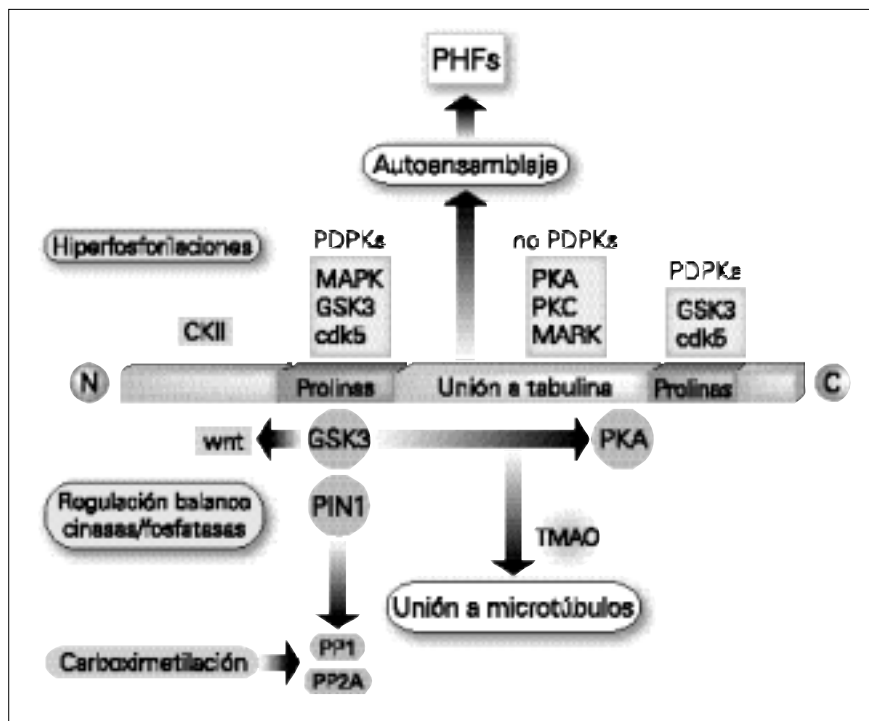 PHFs
Autoensamblaje
Hiperfosforilaciones
PDPKs
no PDPKs
PDPKs
MAPK
GSK3
cdk5
PKA
PKC
MARK
GSK3
cdk5
CKII
N
Prolinas
Unión a tabulina
Prolinas
C
wnt
GSK3
PKA
Regulación balance
cinasas/fosfatasas
PIN1
TMAO
Unión a microtúbulos
Carboximetilación
PP1
PP2A